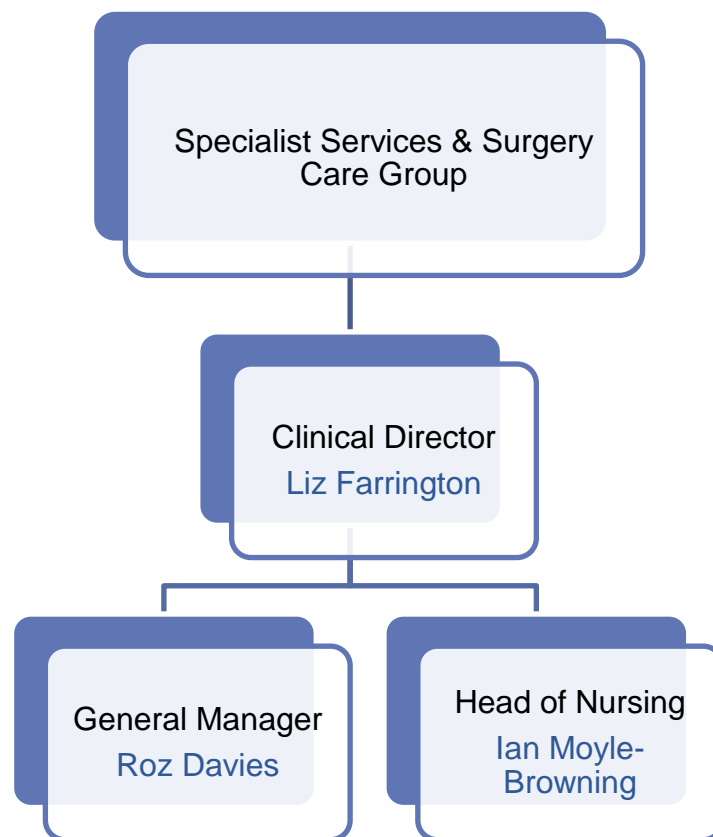 Specialist Services & Surgery
Care Group
Clinical Director
Liz Farrington
General Manager
Roz Davies
Head of Nursing
Ian Moyle-
Browning